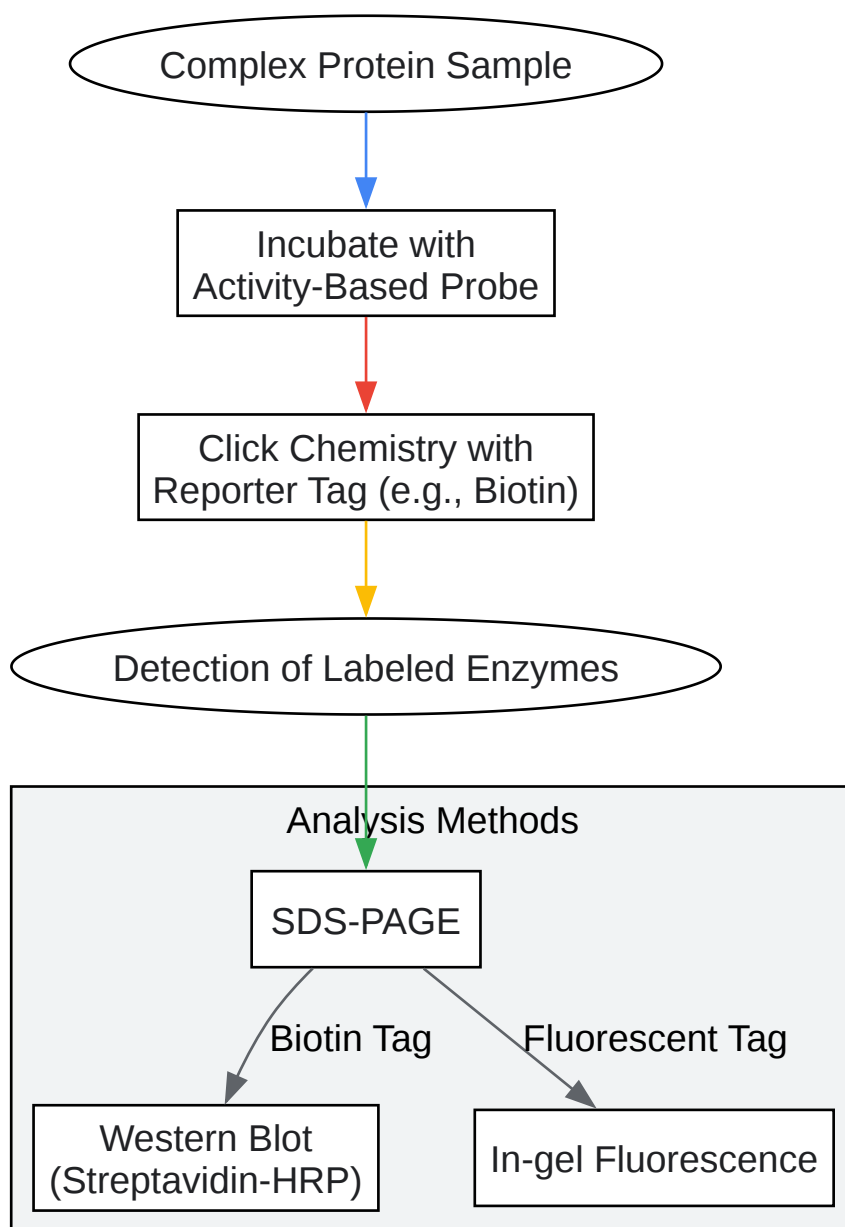 Complex Protein Sample
Incubate with
Activity-Based Probe
Click Chemistry with
Reporter Tag (e.g., Biotin)
Detection of Labeled Enzymes
Analysis Methods
SDS-PAGE
Biotin Tag
Fluorescent Tag
Western Blot
(Streptavidin-HRP)
In-gel Fluorescence